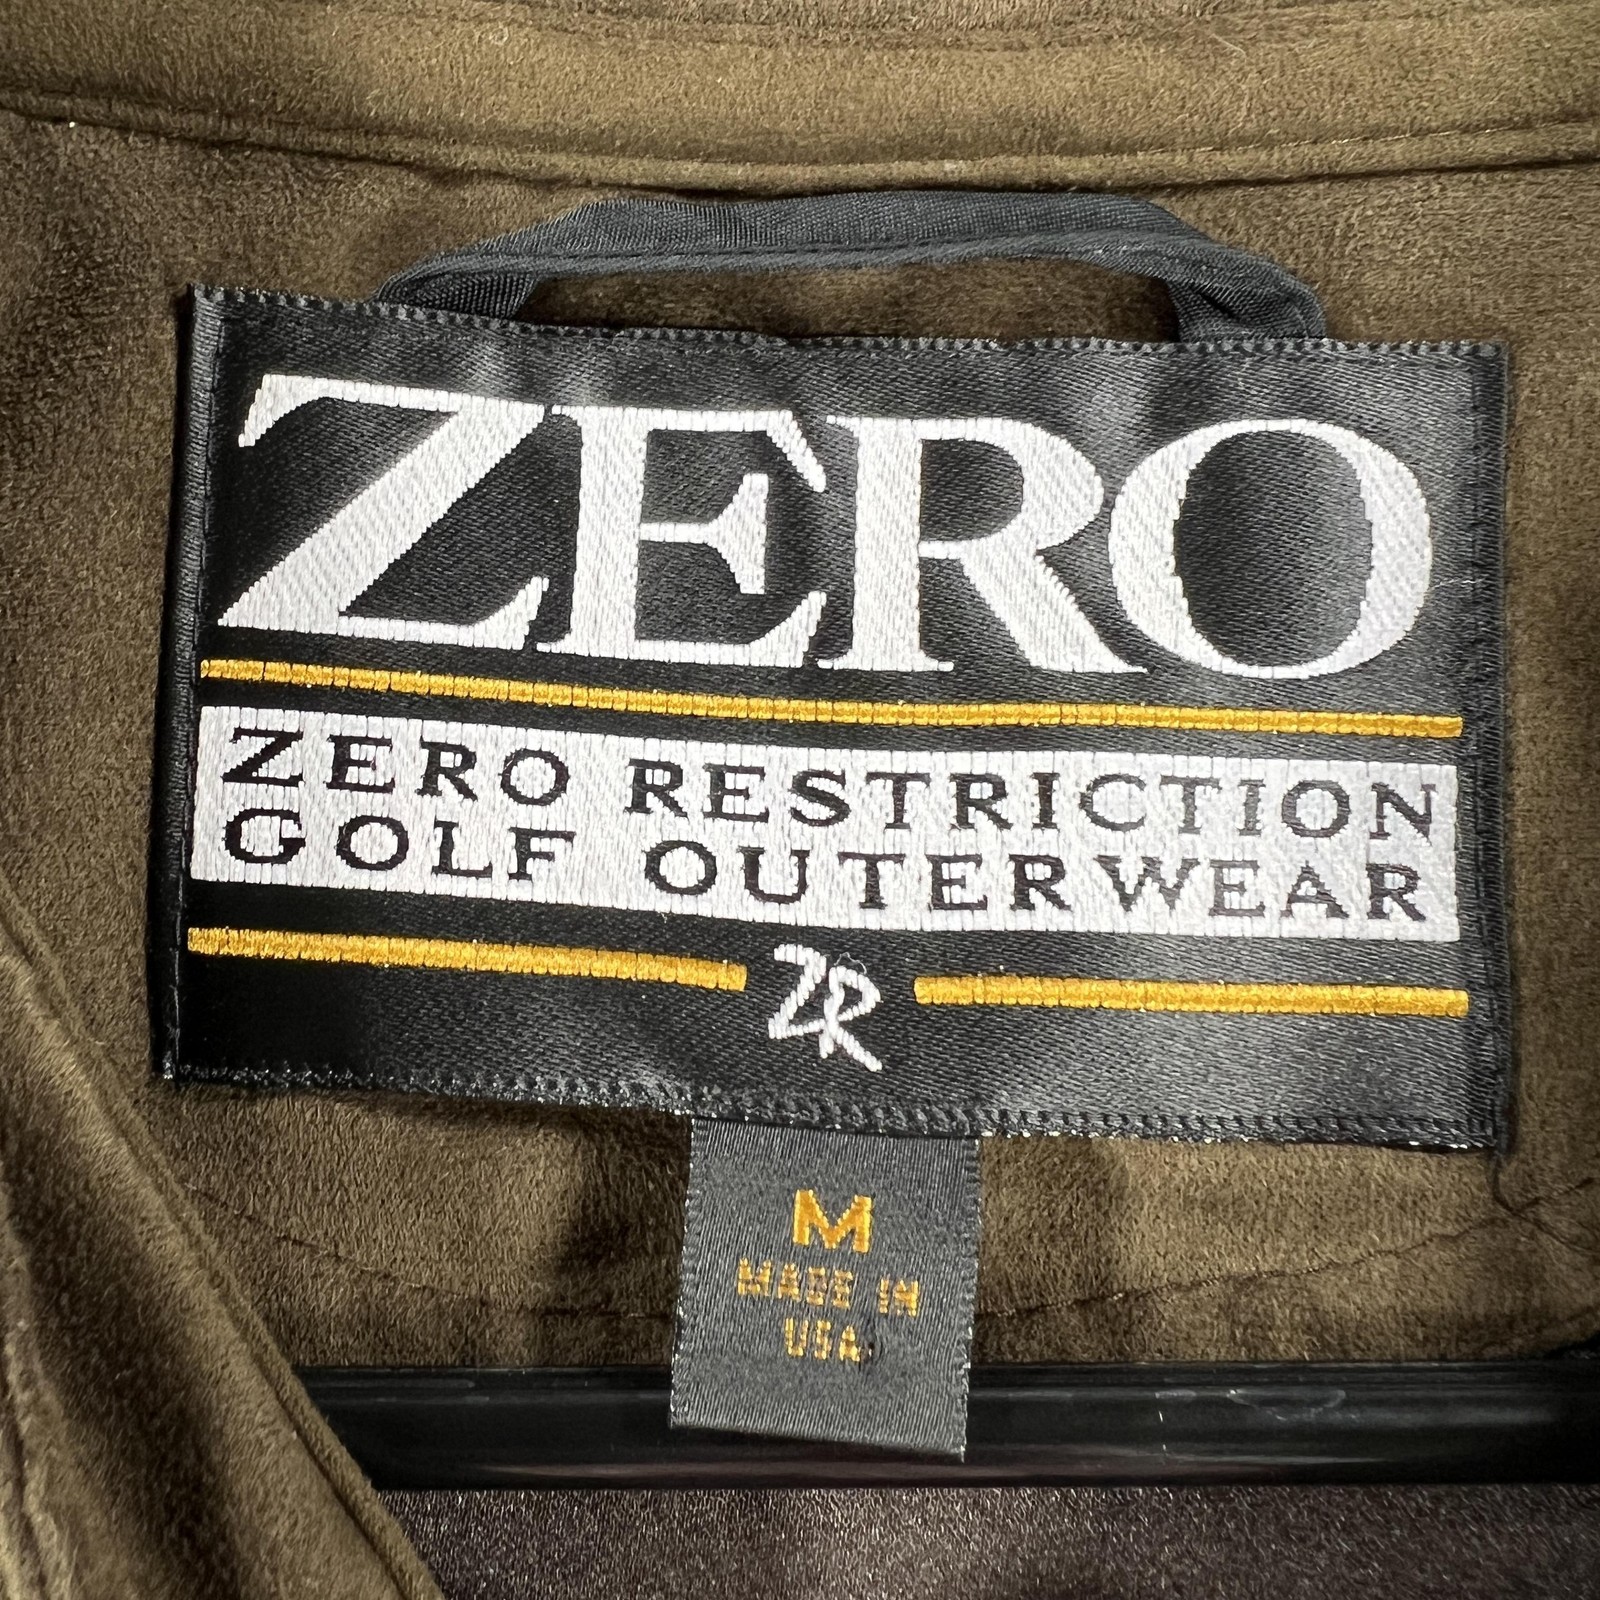 ZERO
ZERO RESTRICTION
GOLF OUTERWEAR
ZR
M
MADE IN
USA